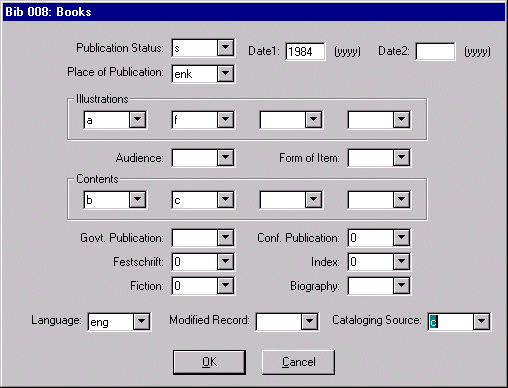 Bib 008: Books
Publication Status: s Date1: 1984 (yyyy) Date2: (yyyy)
Place of Publication: enk
Illustrations
a f
Audience: Form of Item:
Contents
b c
Govt. Publication: Conf. Publication: 0
Festschrift: 0 Index: 0
Fiction: 0 Biography:
Language: eng Modified Record: Cataloging Source: c
OK Cancel